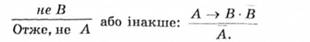 не B
Отже, не A
або інакше:
A → B · B̄
Ā.